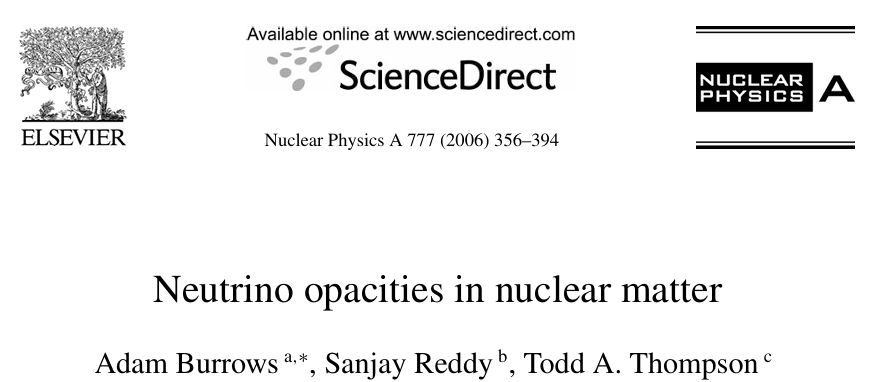 Available online at www.sciencedirect.com
ScienceDirect
ELSEVIER
Nuclear Physics A 777 (2006) 356–394
NUCLEAR
PHYSICS A
Neutrino opacities in nuclear matter
Adam Burrows a,∗, Sanjay Reddy b, Todd A. Thompson c